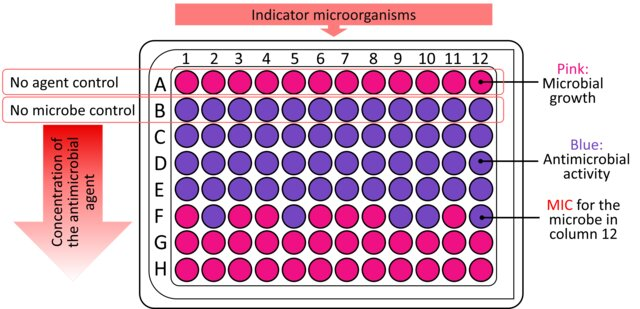 Indicator microorganisms
1 2 3 4 5 6 7 8 9 10 11 12
No agent control
A
Pink:
Microbial
growth
No microbe control
B
C
Concentration of
the antimicrobial
agent
D
Blue:
Antimicrobial
activity
E
F
MIC for the
microbe in
column 12
G
H